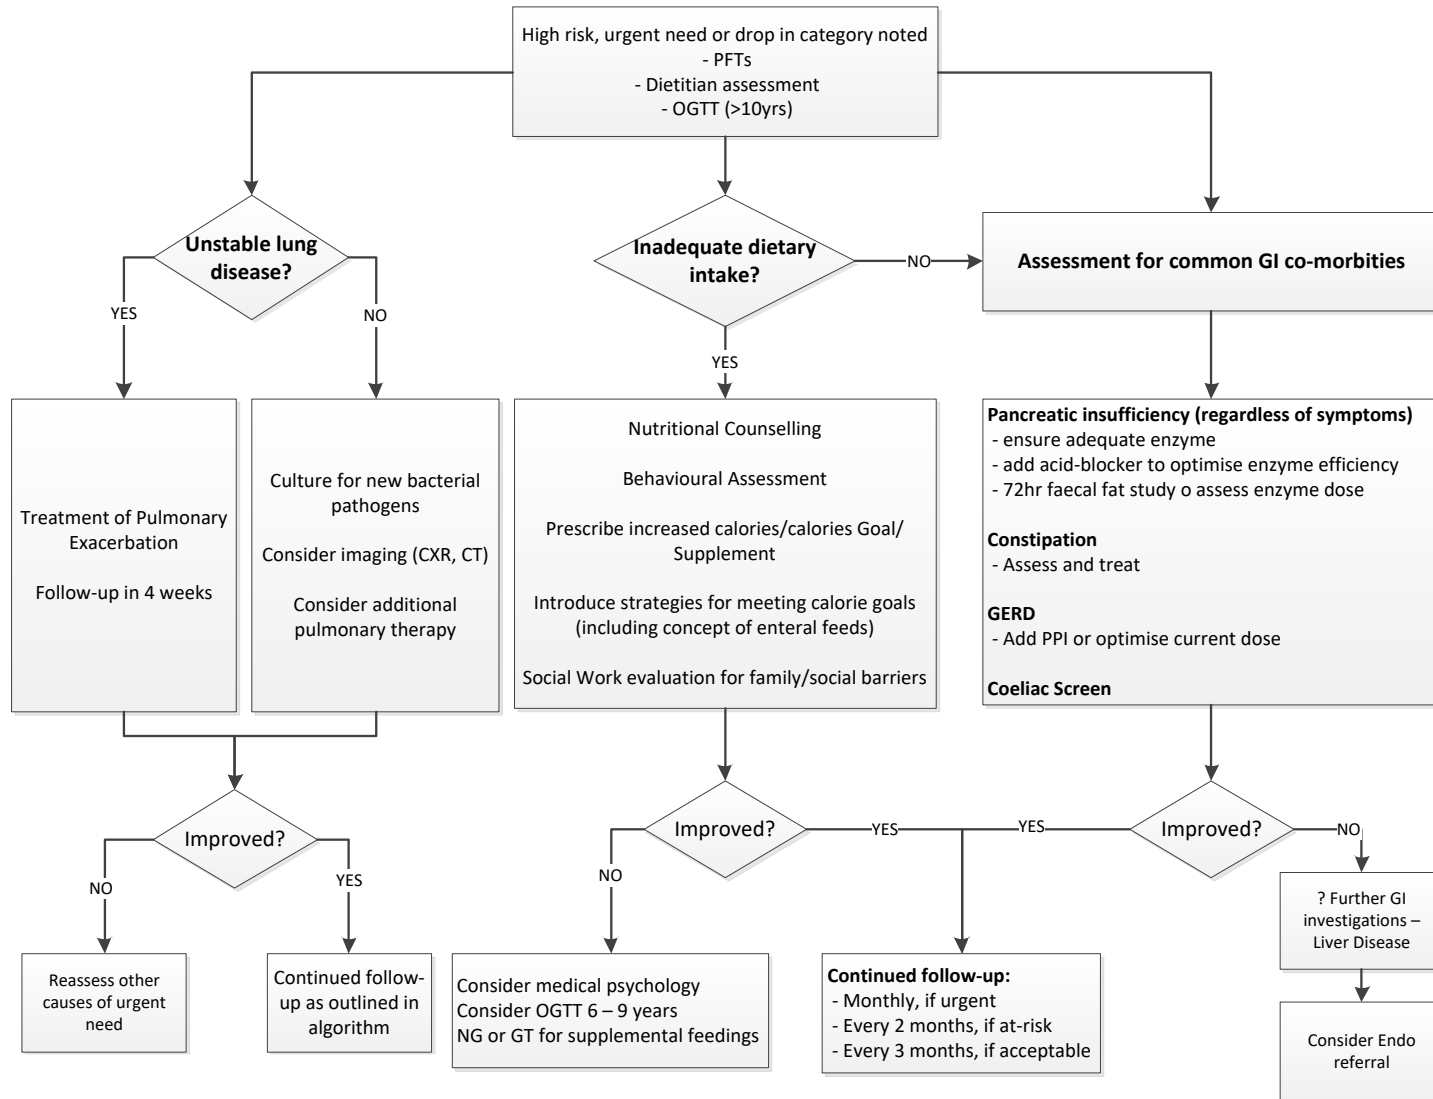 High risk, urgent need or drop in category noted
- PFTs
- Dietitian assessment
- OGTT (>10yrs)
Unstable lung
disease?
Inadequate dietary
intake?
NO
Assessment for common GI co-morbities
YES
NO
YES
Treatment of Pulmonary
Exacerbation
Follow-up in 4 weeks
Culture for new bacterial
pathogens
Consider imaging (CXR, CT)
Consider additional
pulmonary therapy
Nutritional Counselling
Behavioural Assessment
Prescribe increased calories/calories Goal/
Supplement
Introduce strategies for meeting calorie goals
(including concept of enteral feeds)
Social Work evaluation for family/social barriers
Pancreatic insufficiency (regardless of symptoms)
- ensure adequate enzyme
- add acid-blocker to optimise enzyme efficiency
- 72hr faecal fat study o assess enzyme dose
Constipation
- Assess and treat
GERD
- Add PPI or optimise current dose
Coeliac Screen
Improved?
NO
YES
Improved?
NO
YES
YES
Improved?
NO
Reassess other
causes of urgent
need
Continued follow-
up as outlined in
algorithm
Consider medical psychology
Consider OGTT 6 – 9 years
NG or GT for supplemental feedings
Continued follow-up:
- Monthly, if urgent
- Every 2 months, if at-risk
- Every 3 months, if acceptable
? Further GI
investigations –
Liver Disease
Consider Endo
referral